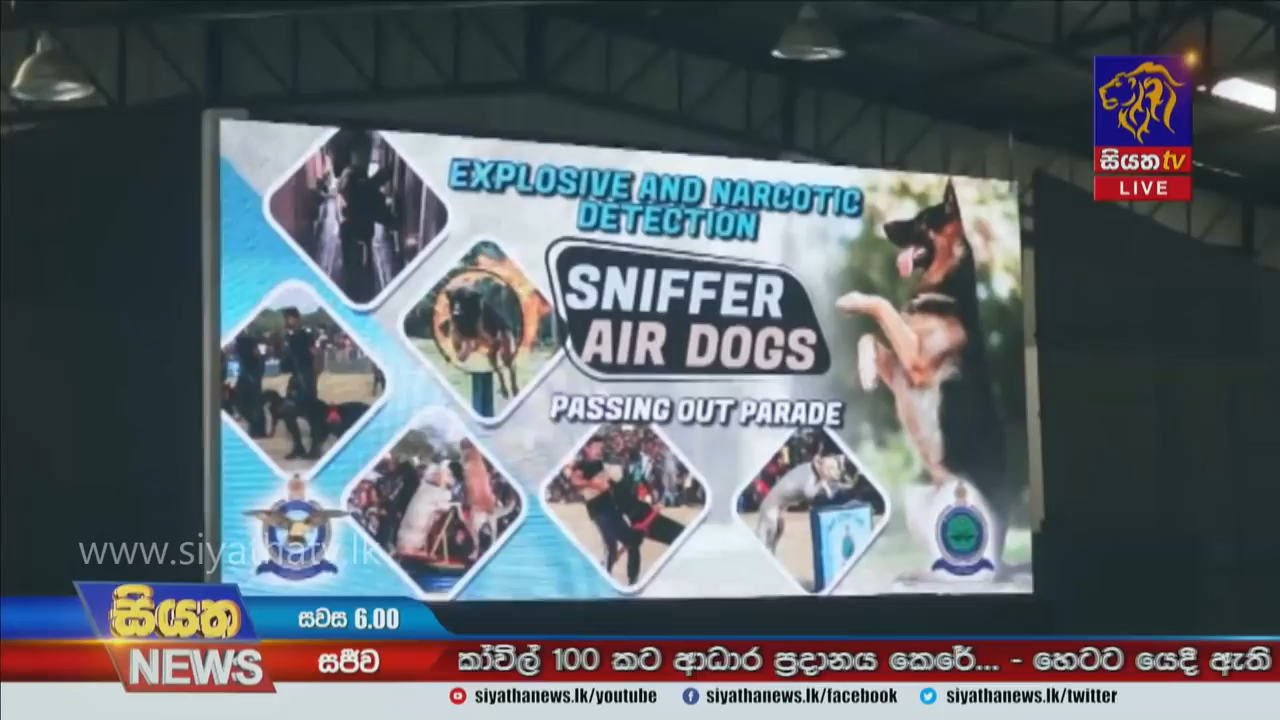 EXPLOSIVE AND NARCOTIC
DETECTION
SNIFFER
AIR DOGS
PASSING OUT PARADE
සියත tv
LIVE
www.siyathatv.lk
සියත
NEWS
සවස 6.00
සජීව
කෝවිල් 100 කට ආධාර ප්‍රදානය කෙරේ... - හෙටට යෙදී ඇති
siyathanews.lk/youtube
siyathanews.lk/facebook
siyathanews.lk/twitter